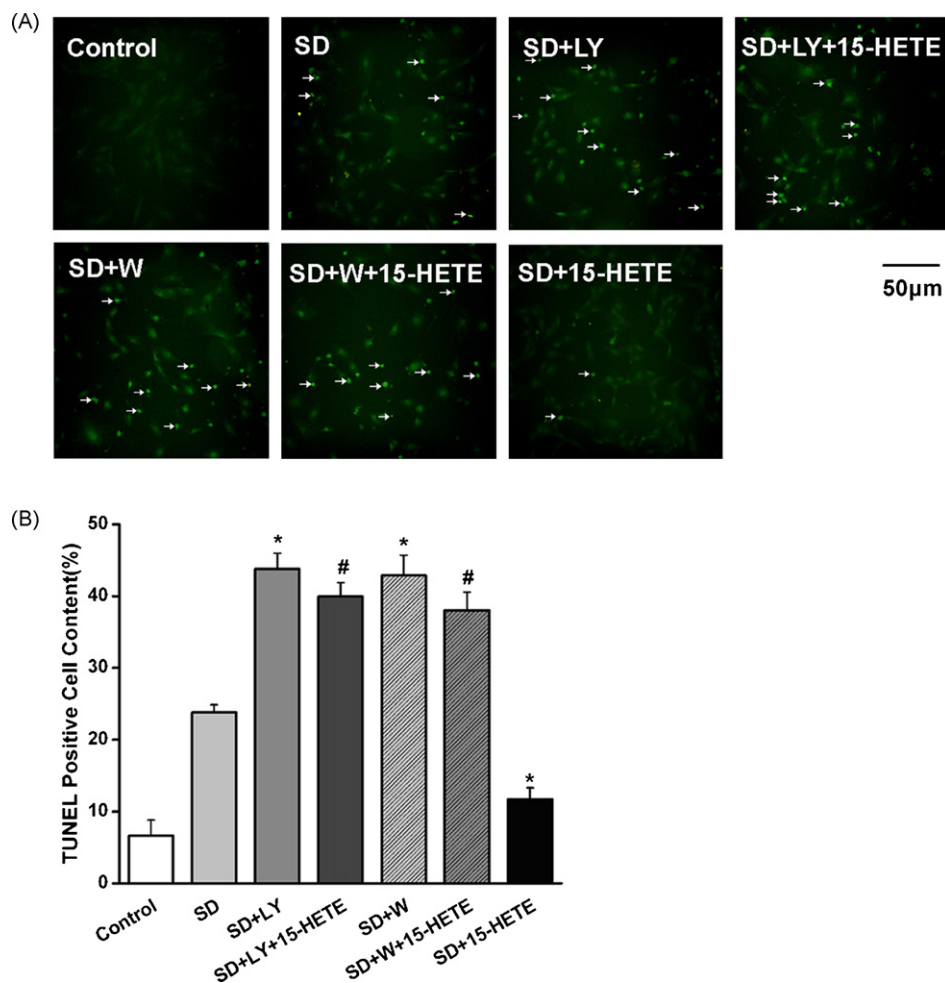 (A)
Control
SD
SD+LY
SD+LY+15-HETE
SD+W
SD+W+15-HETE
SD+15-HETE
50μm
(B)
TUNEL Positive Cell Content(%)
50
40
30
20
10
0
*
#
*
#
*
Control
SD
SD+LY
SD+LY+15-HETE
SD+W
SD+W+15-HETE
SD+15-HETE